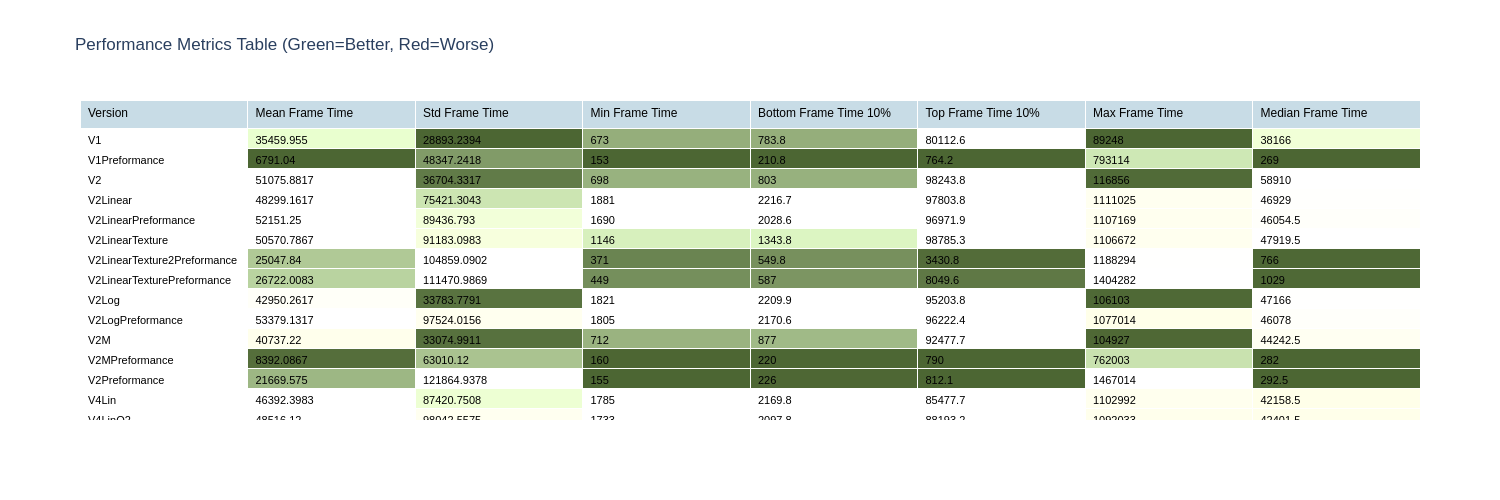 Performance Metrics Table (Green=Better, Red=Worse)
Version Mean Frame Time Std Frame Time Min Frame Time Bottom Frame Time 10% Top Frame Time 10% Max Frame Time Median Frame Time
V1 35459.955 28893.2394 673 783.8 80112.6 89248 38166
V1Preformance 6791.04 48347.2418 153 210.8 764.2 793114 269
V2 51075.8817 36704.3317 698 803 98243.8 116856 58910
V2Linear 48299.1617 75421.3043 1881 2216.7 97803.8 1111025 46929
V2LinearPreformance 52151.25 89436.793 1690 2028.6 96971.9 1107169 46054.5
V2LinearTexture 50570.7867 91183.0983 1146 1343.8 98785.3 1106672 47919.5
V2LinearTexture2Preformance 25047.84 104859.0902 371 549.8 3430.8 1188294 766
V2LinearTexturePreformance 26722.0083 111470.9869 449 587 8049.6 1404282 1029
V2Log 42950.2617 33783.7791 1821 2209.9 95203.8 106103 47166
V2LogPreformance 53379.1317 97524.0156 1805 2170.6 96222.4 1077014 46078
V2M 40737.22 33074.9911 712 877 92477.7 104927 44242.5
V2MPreformance 8392.0867 63010.12 160 220 790 762003 282
V2Preformance 21669.575 121864.9378 155 226 812.1 1467014 292.5
V4Lin 46392.3983 87420.7508 1785 2169.8 85477.7 1102992 42158.5